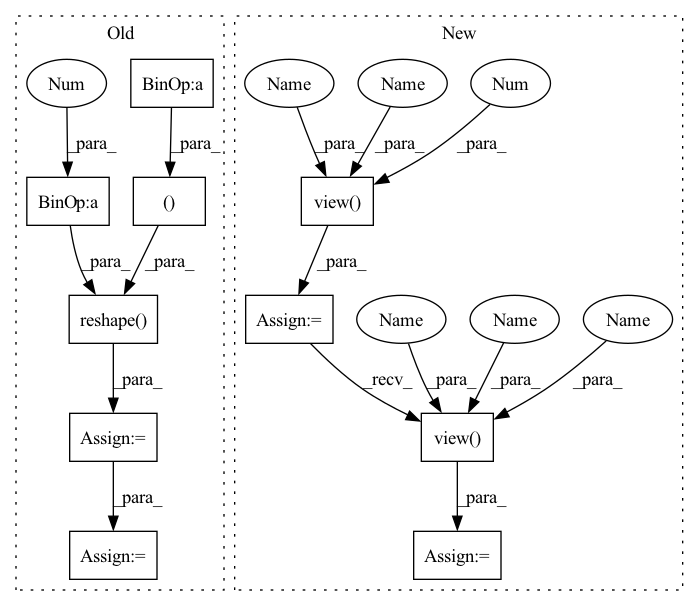 Old
New
Num
BinOp:a
Name
Name
Num
_para_
_para_
_para_
_para_
_para_
BinOp:a
()
view()
_para_
_para_
_para_
reshape()
Assign:=
Name
Name
Name
_para_
_recv_
_para_
_para_
_para_
Assign:=
view()
_para_
_para_
Assign:=
Assign:=